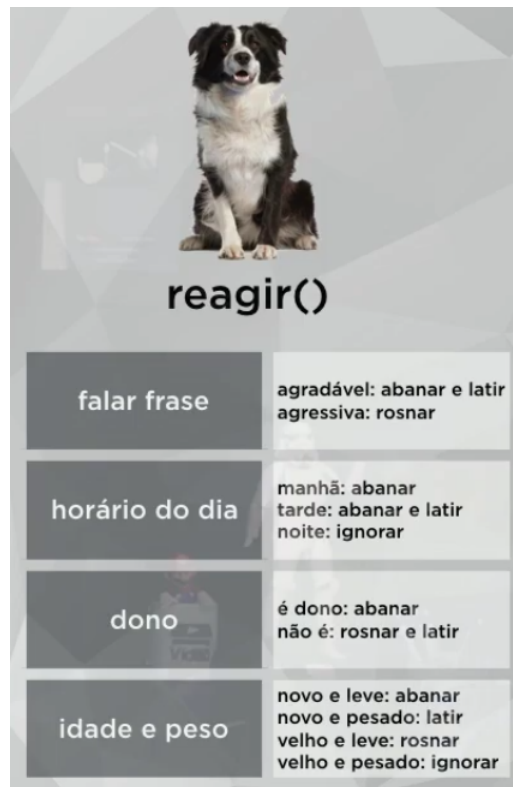 reagir()
falar frase
agradável: abanar e latir
agressiva: rosnar
horário do dia
manhã: abanar
tarde: abanar e latir
noite: ignorar
dono
é dono: abanar
não é: rosnar e latir
idade e peso
novo e leve: abanar
novo e pesado: latir
velho e leve: rosnar
velho e pesado: ignorar